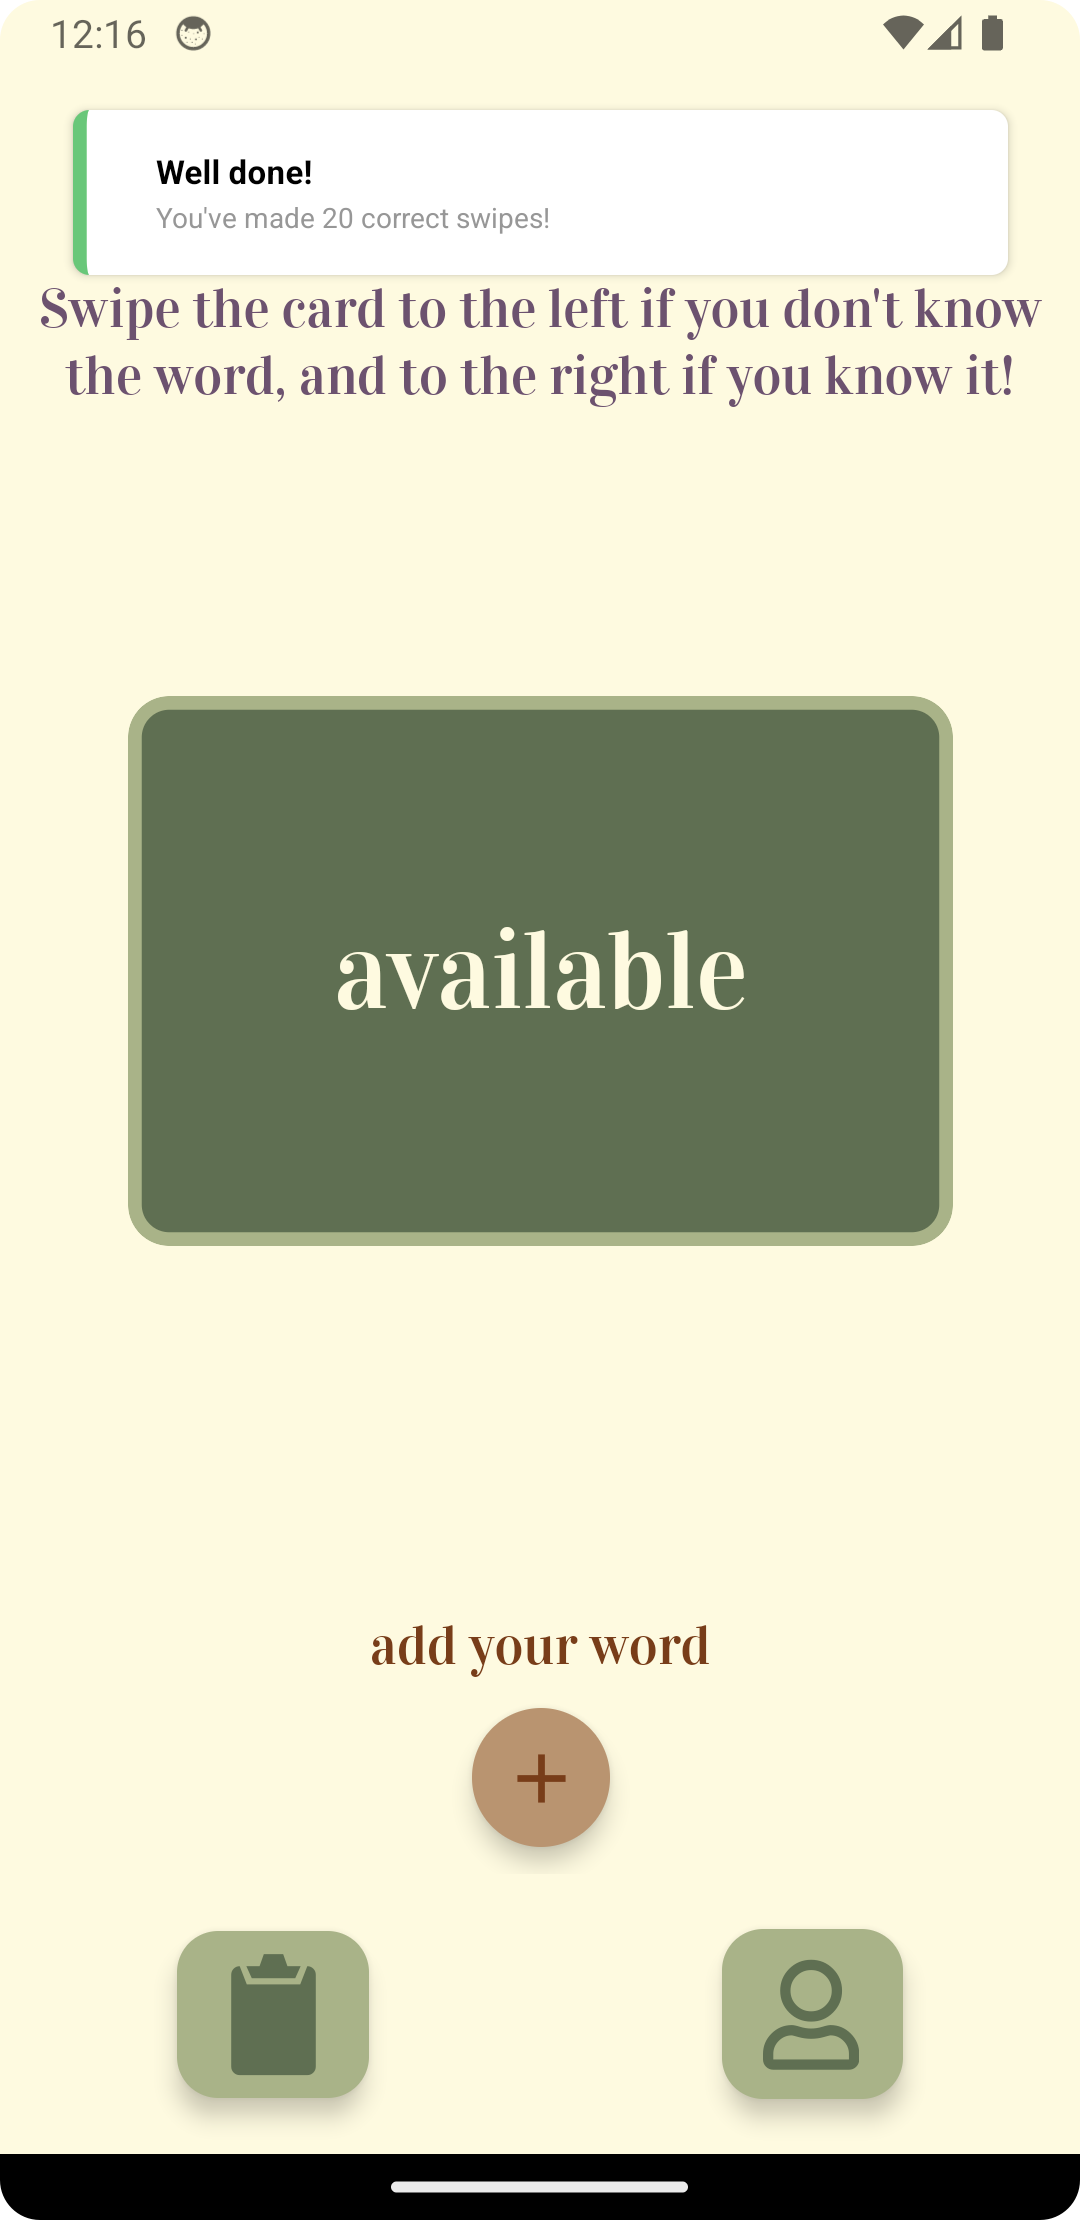 12:16
Well done!
You've made 20 correct swipes!
Swipe the card to the left if you don't know
the word, and to the right if you know it!
available
add your word